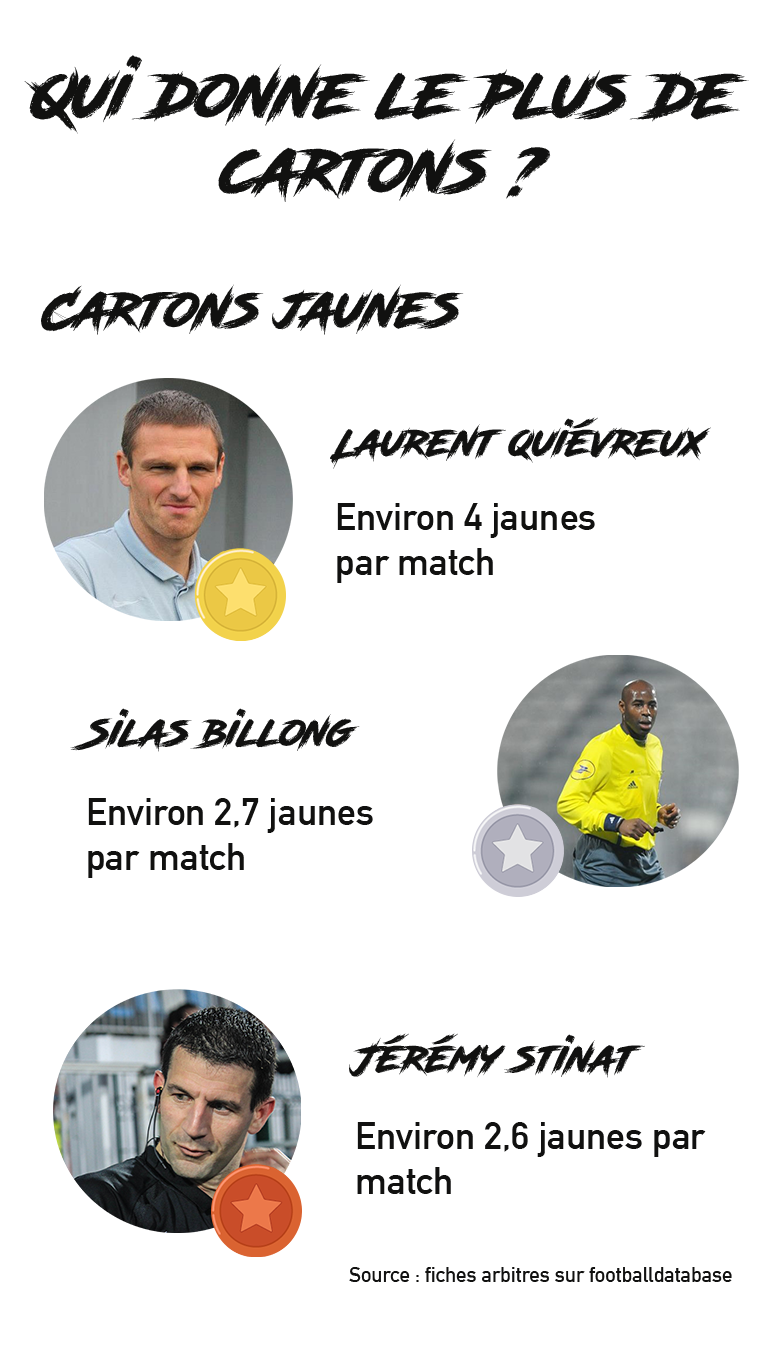 QUI DONNE LE PLUS DE
CARTONS ?
CARTONS JAUNES
LAURENT QUIÉVREUX
Environ 4 jaunes
par match
SILAS BILLONG
Environ 2,7 jaunes
par match
JÉRÉMY STINAT
Environ 2,6 jaunes par
match
Source : fiches arbitres sur footballdatabase